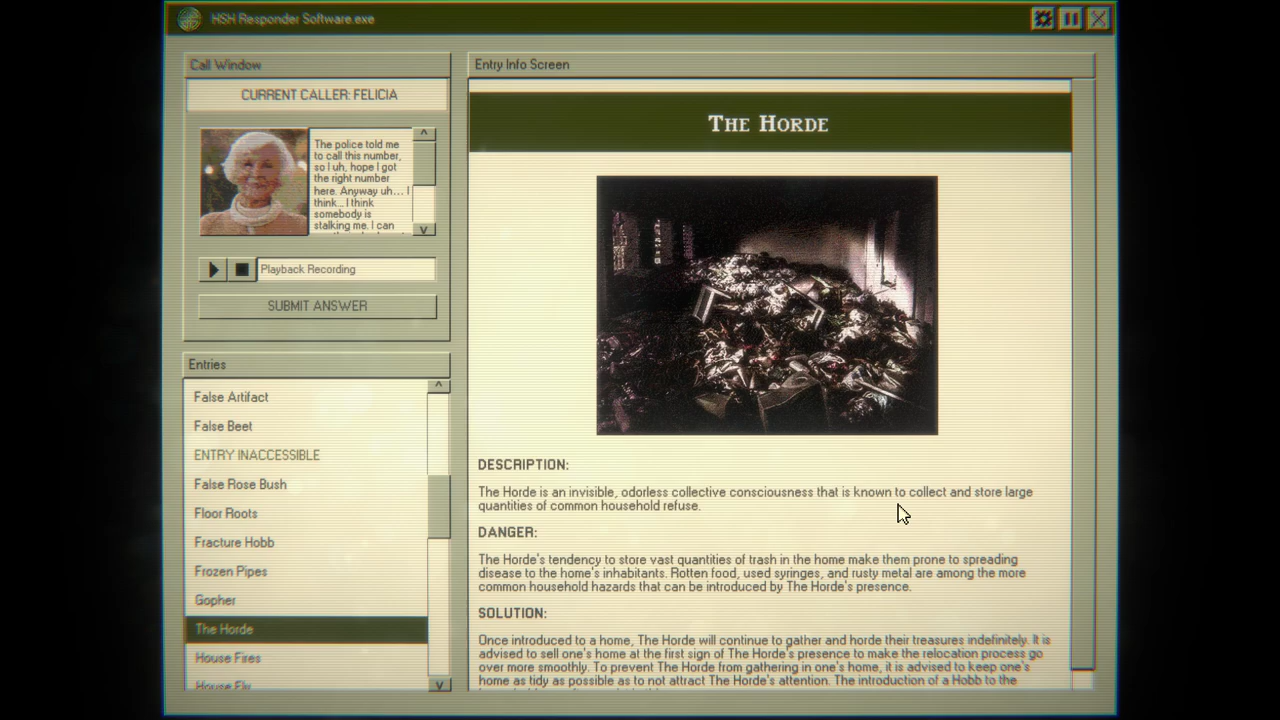 HSH Responder Software.exe
Call Window
CURRENT CALLER: FELICIA
The police told me
to call this number,
so I uh, hope I got
the right number
here. Anyway uh... I
think... I think
somebody is
stalking me. I can
Playback Recording
SUBMIT ANSWER
Entries
False Artifact
False Beet
ENTRY INACCESSIBLE
False Rose Bush
Floor Roots
Fracture Hobb
Frozen Pipes
Gopher
The Horde
House Fires
House Fly
Entry Info Screen
The Horde
DESCRIPTION:
The Horde is an invisible, odorless collective consciousness that is known to collect and store large
quantities of common household refuse.
DANGER:
The Horde's tendency to store vast quantities of trash in the home make them prone to spreading
disease to the home's inhabitants. Rotten food, used syringes, and rusty metal are among the more
common household hazards that can be introduced by The Horde's presence.
SOLUTION:
Once introduced to a home, The Horde will continue to gather and horde their treasures indefinitely. It is
advised to sell one's home at the first sign of The Horde's presence to make the relocation process go
over more smoothly. To prevent The Horde from gathering in one's home, it is advised to keep one's
home as tidy as possible as to not attract The Horde's attention. The introduction of a Hobb to the